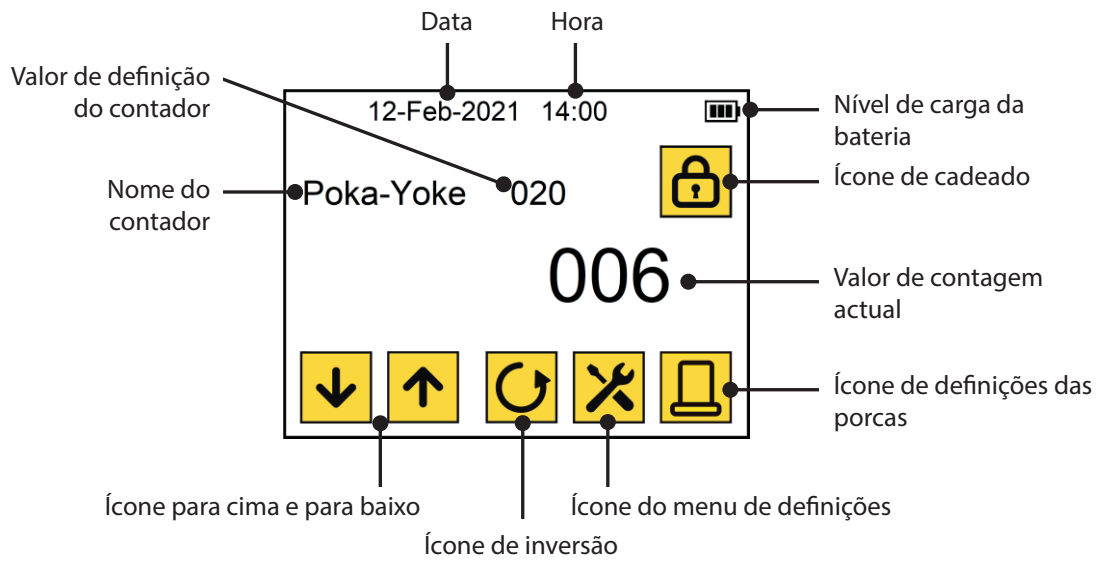 Data
Hora
Valor de definição
do contador
12-Feb-2021 14:00
Nível de carga da
bateria
Ícone de cadeado
Nome do
contador
Poka-Yoke 020
006
Valor de contagem
actual
Ícone de definições das
porcas
Ícone para cima e para baixo
Ícone do menu de definições
Ícone de inversão